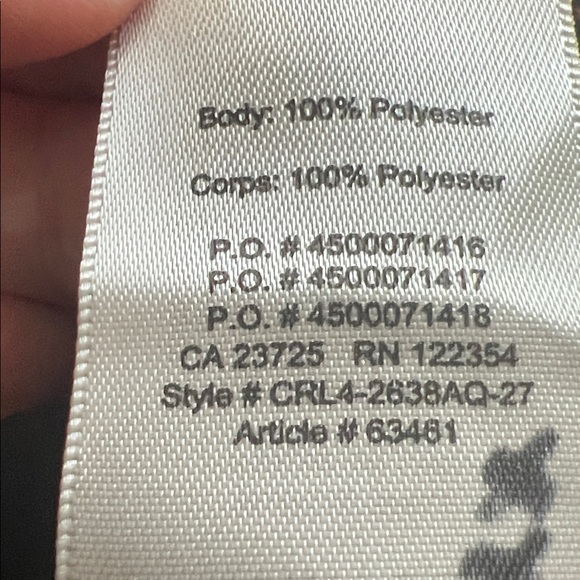 Body: 100% Polyester
Corps: 100% Polyester
P.O. # 4500071416
P.O. # 4500071417
P.O. # 4500071418
CA 23725 RN 122354
Style # CRL4-2638AQ-27
Article # 63461